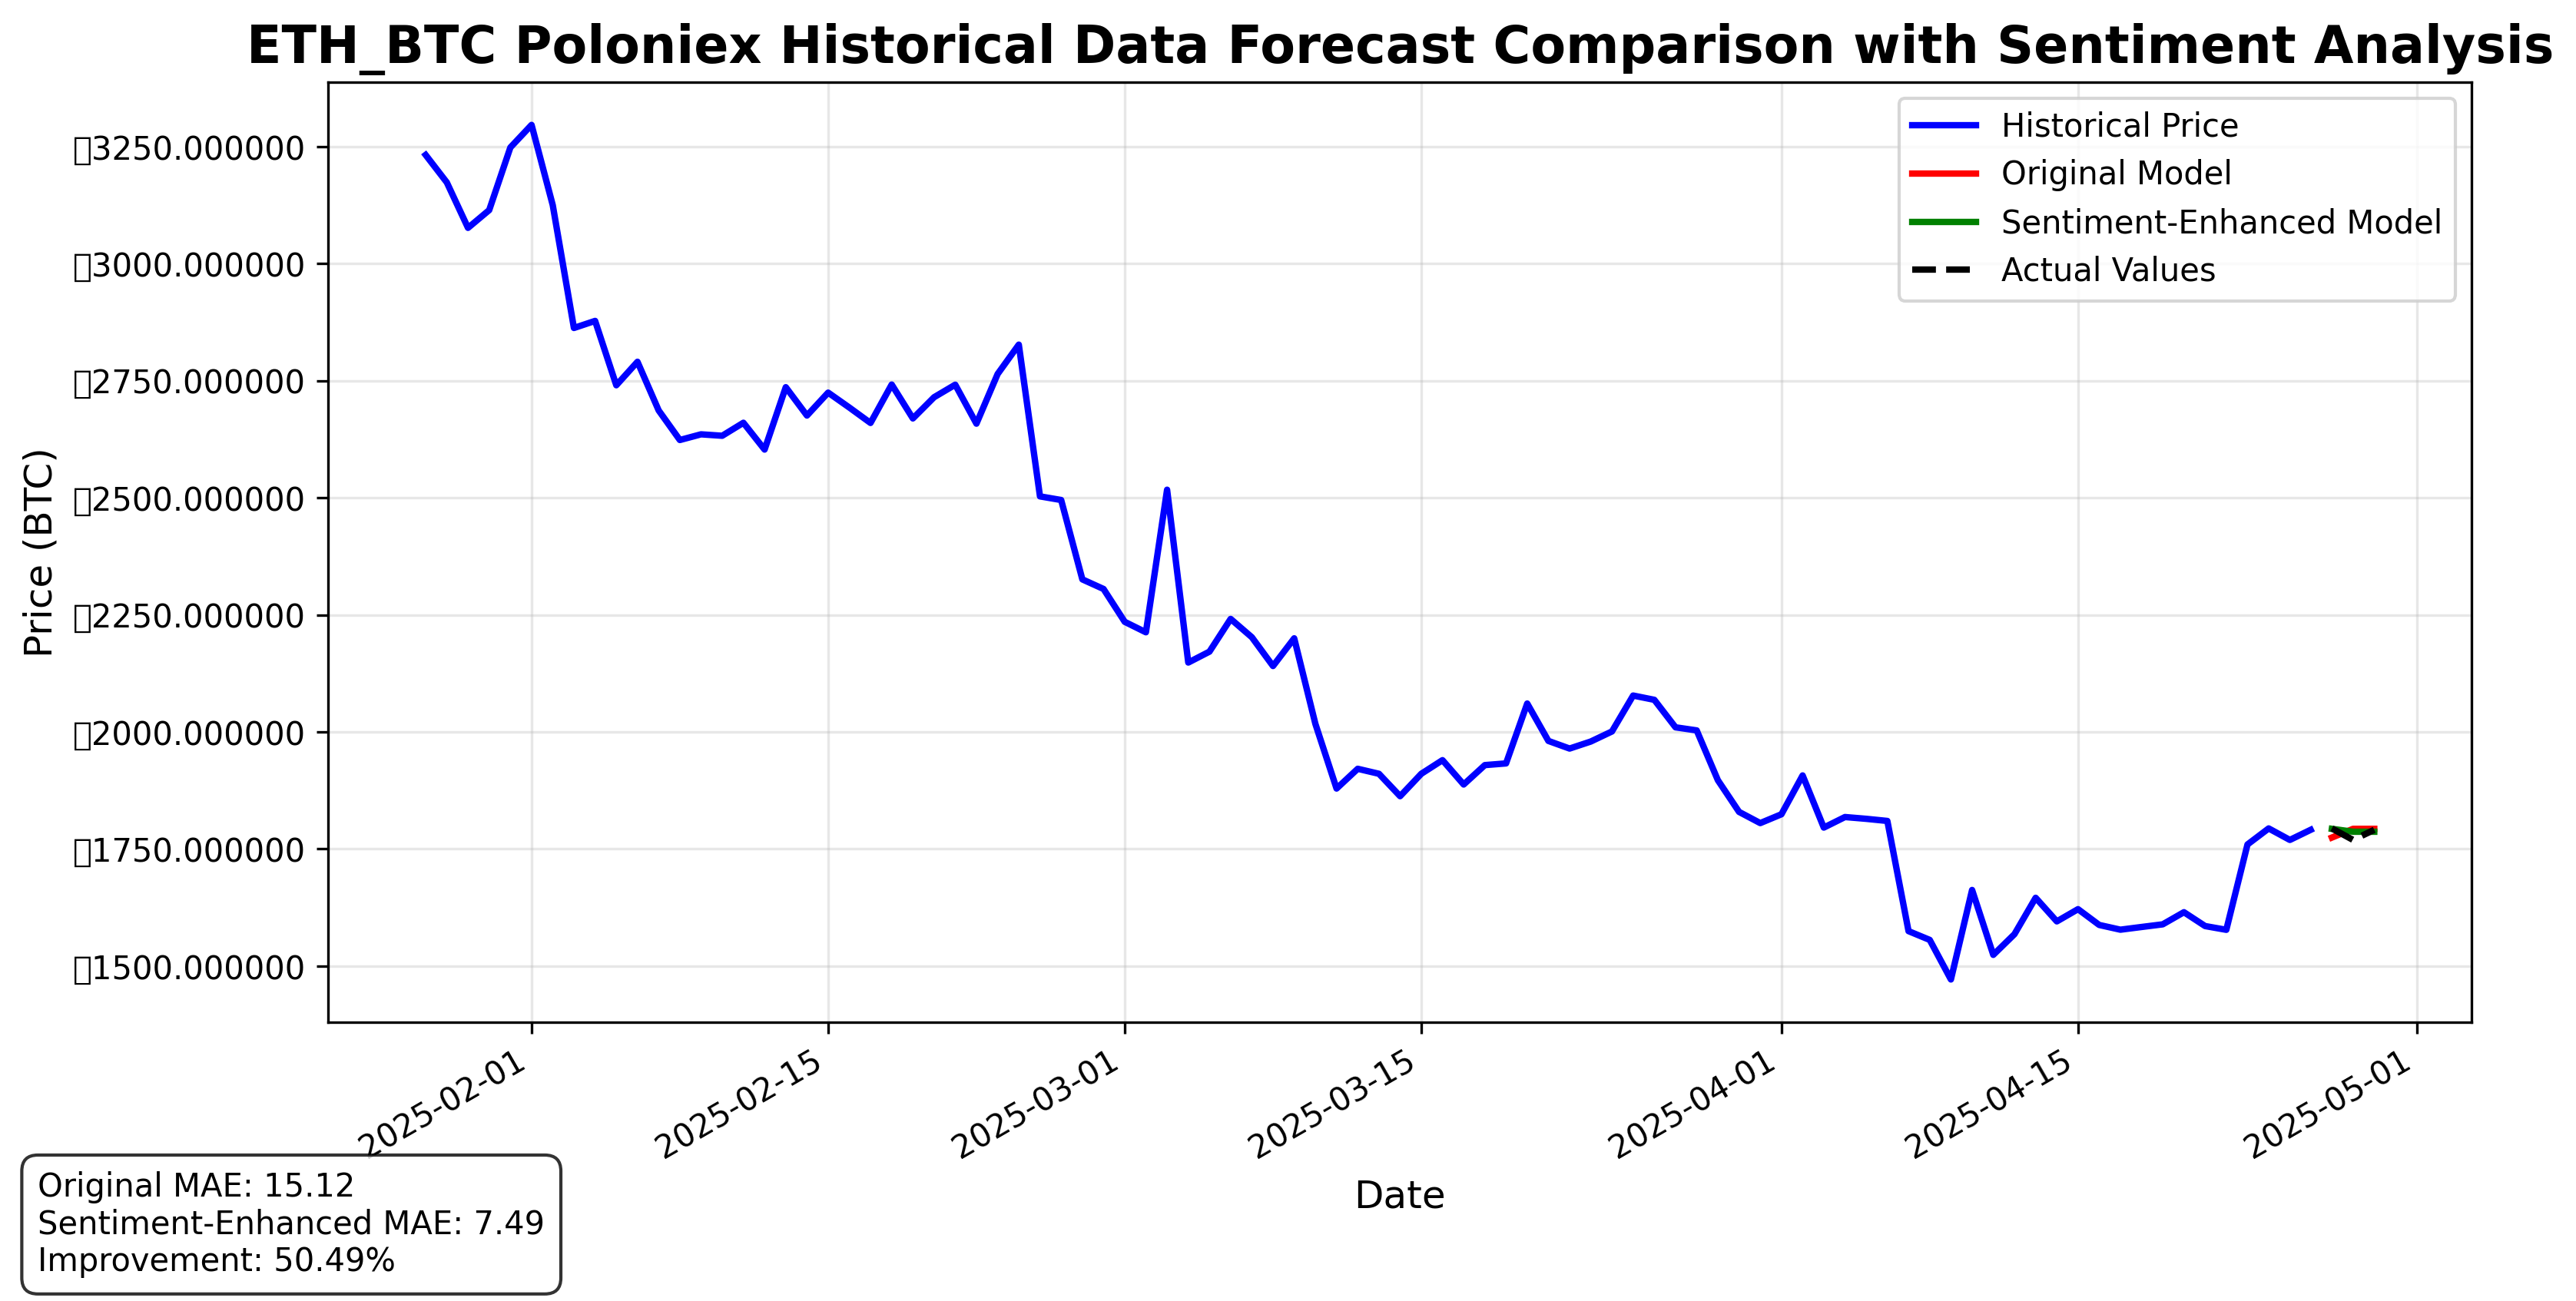 ETH_BTC Poloniex Historical Data Forecast Comparison with Sentiment Analysis
Historical Price
Original Model
Sentiment-Enhanced Model
Actual Values
Price (BTC)
3250.000000
3000.000000
2750.000000
2500.000000
2250.000000
2000.000000
1750.000000
1500.000000
2025-02-01
2025-02-15
2025-03-01
2025-03-15
2025-04-01
2025-04-15
2025-05-01
Date
Original MAE: 15.12
Sentiment-Enhanced MAE: 7.49
Improvement: 50.49%